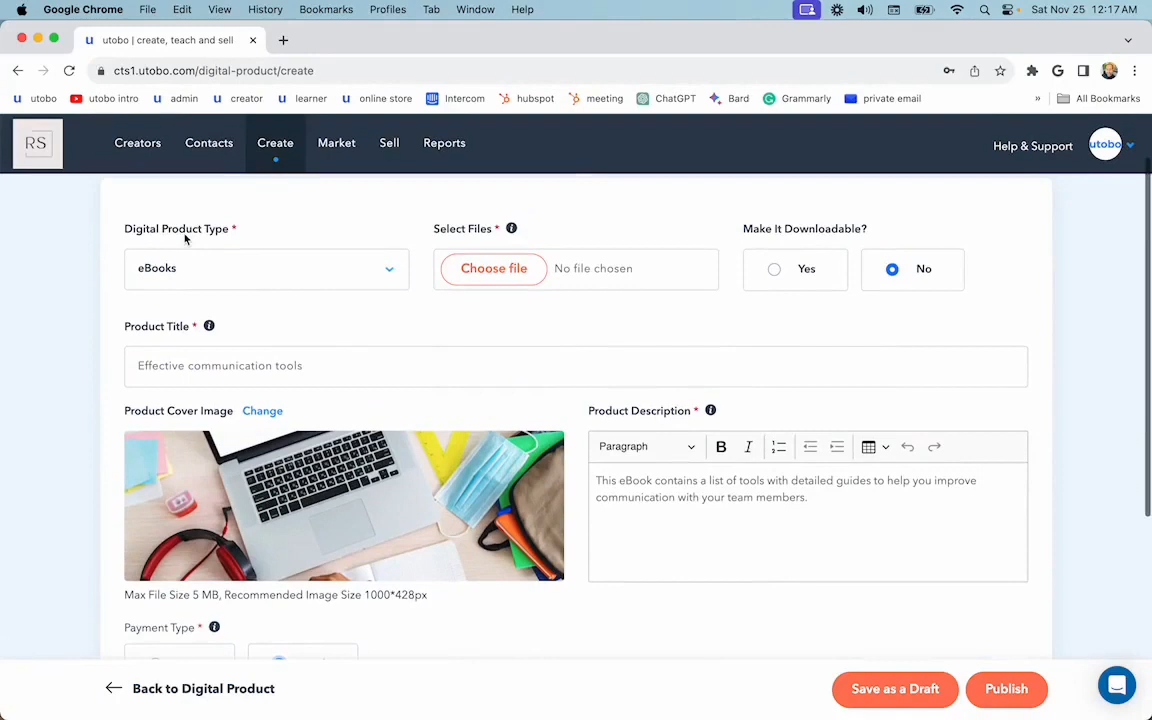 Google Chrome File Edit View History Bookmarks Profiles Tab Window Help Sat Nov 25 12:17 AM
u utobo | create, teach and sell
cts1.utobo.com/digital-product/create
u utobo utobo intro u admin u creator u learner u online store Intercom hubspot meeting ChatGPT Bard Grammarly private email » All Bookmarks
RS Creators Contacts Create Market Sell Reports Help & Support utobo
Digital Product Type * Select Files * Make It Downloadable?
eBooks Choose file No file chosen Yes No
Product Title *
Effective communication tools
Product Cover Image Change Product Description *
Paragraph B I
This eBook contains a list of tools with detailed guides to help you improve
communication with your team members.
Max File Size 5 MB, Recommended Image Size 1000*428px
Payment Type *
Back to Digital Product Save as a Draft Publish